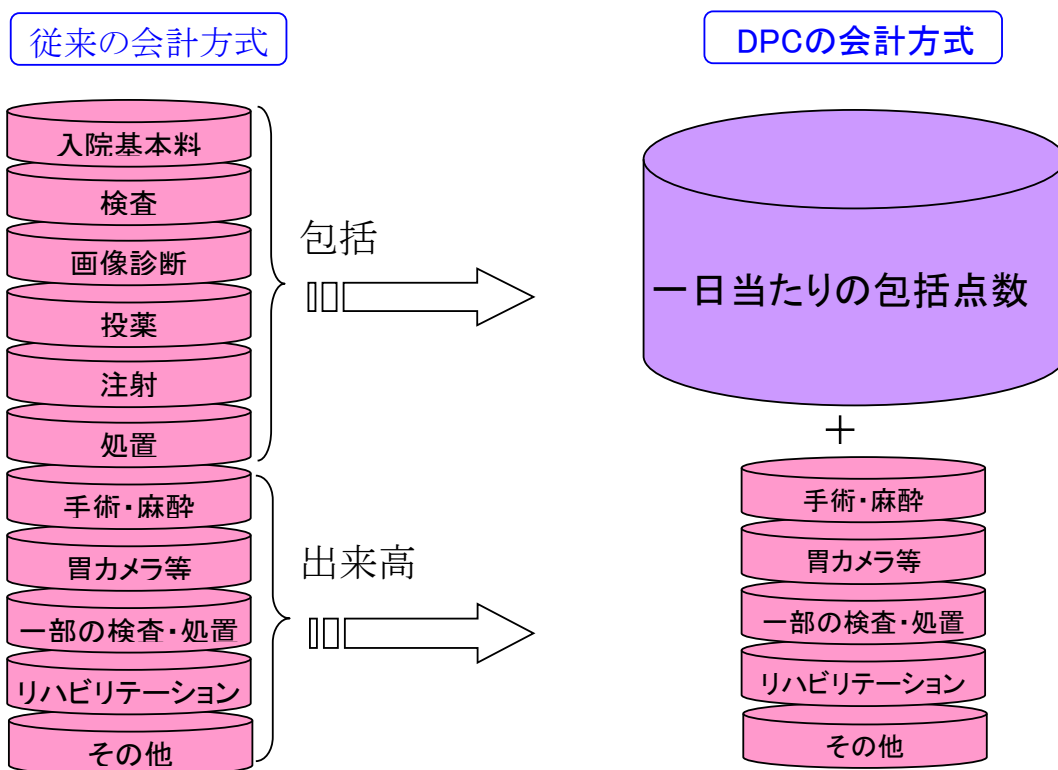 従来の会計方式
DPCの会計方式
入院基本料
検査
画像診断
投薬
注射
処置
手術・麻酔
胃カメラ等
一部の検査・処置
リハビリテーション
その他
包括
出来高
一日当たりの包括点数
＋
手術・麻酔
胃カメラ等
一部の検査・処置
リハビリテーション
その他